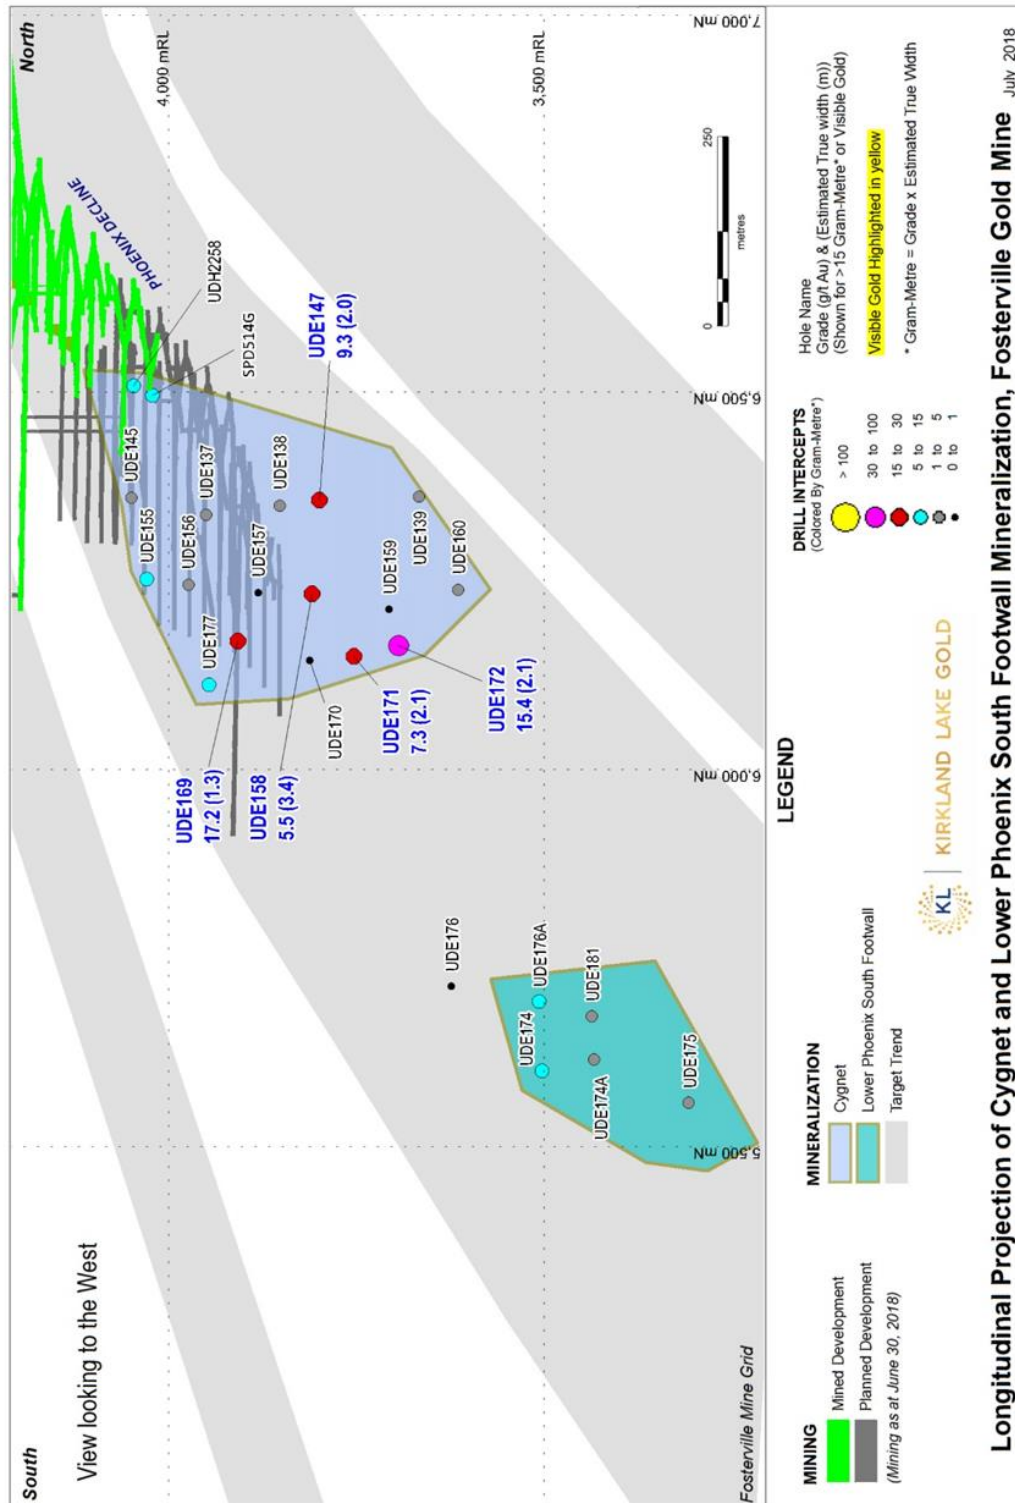 South
North
View looking to the West
4,000 mRL
3,500 mRL
PHOENIX DECLINE
UDH2258
SPD514G
UDE145
UDE155
UDE156
UDE137
UDE177
UDE157
UDE138
UDE147
9.3 (2.0)
UDE169
17.2 (1.3)
UDE158
5.5 (3.4)
UDE170
UDE171
7.3 (2.1)
UDE159
UDE139
UDE160
UDE172
15.4 (2.1)
UDE176
UDE174
UDE176A
UDE174A
UDE181
UDE175
0
250
metres
Fosterville Mine Grid
5,500 mN
6,000 mN
6,500 mN
7,000 mN
LEGEND
MINING
Mined Development
Planned Development
(Mining as at June 30, 2018)
MINERALIZATION
Cygnet
Lower Phoenix South Footwall
Target Trend
KL
KIRKLAND LAKE GOLD
DRILL INTERCEPTS
(Colored By Gram-Metre*)
> 100
30 to 100
15 to 30
5 to 15
1 to 5
0 to 1
Hole Name
Grade (g/t Au) & (Estimated True width (m))
(Shown for >15 Gram-Metre* or Visible Gold)
Visible Gold Highlighted in yellow
* Gram-Metre = Grade x Estimated True Width
Longitudinal Projection of Cygnet and Lower Phoenix South Footwall Mineralization, Fosterville Gold Mine
July 2018